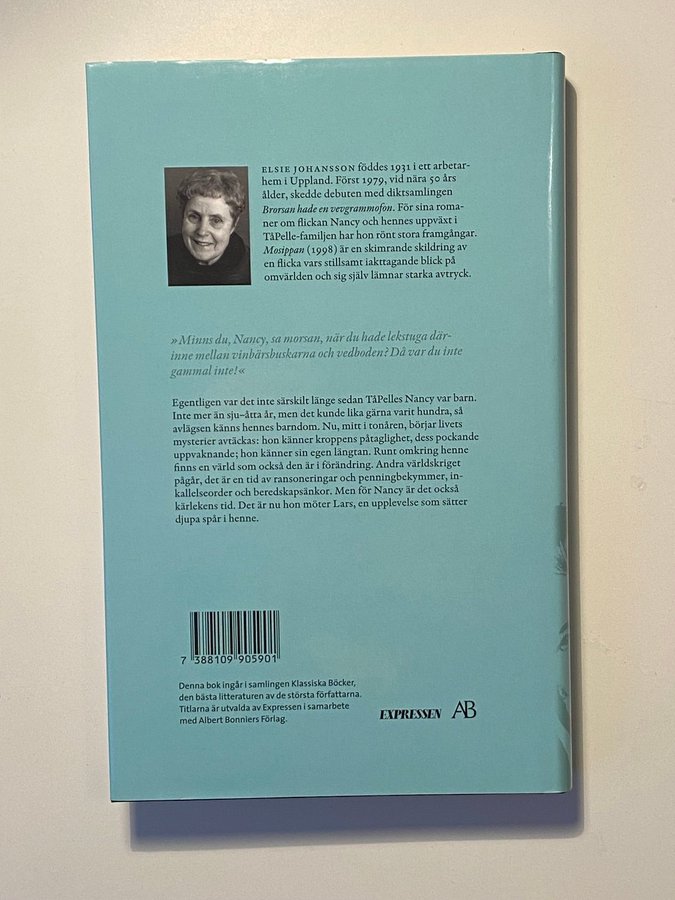 ELSIE JOHANSSON föddes 1931 i ett arbetar-
hem i Uppland. Först 1979, vid nära 50 års
ålder, skedde debuten med diktsamlingen
Brorsan hade en vevgrammofon. För sina roma-
ner om flickan Nancy och hennes uppväxt i
TåPelle-familjen har hon rönt stora framgångar.
Mosippan (1998) är en skimrande skildring av
en flicka vars stillsamt iakttagande blick på
omvärlden och sig själv lämnar starka avtryck.
»Minns du, Nancy, sa morsan, när du hade lekstuga där-
inne mellan vinbärsbuskarna och vedboden? Då var du inte
gammal inte!«
Egentligen var det inte särskilt länge sedan TåPelles Nancy var barn.
Inte mer än sju–åtta år, men det kunde lika gärna varit hundra, så
avlägsen känns hennes barndom. Nu, mitt i tonåren, börjar livets
mysterier avtäckas: hon känner kroppens påtaglighet, dess pockande
uppvaknande; hon känner sin egen längtan. Runt omkring henne
finns en värld som också den är i förändring. Andra världskriget
pågår, det är en tid av ransoneringar och penningbekymmer, in-
kallelseorder och beredskapsänkor. Men för Nancy är det också
kärlekens tid. Det är nu hon möter Lars, en upplevelse som sätter
djupa spår i henne.
7 388109 905901
Denna bok ingår i samlingen Klassiska Böcker,
den bästa litteraturen av de största författarna.
Titlarna är utvalda av Expressen i samarbete
med Albert Bonniers Förlag.
EXPRESSEN AB